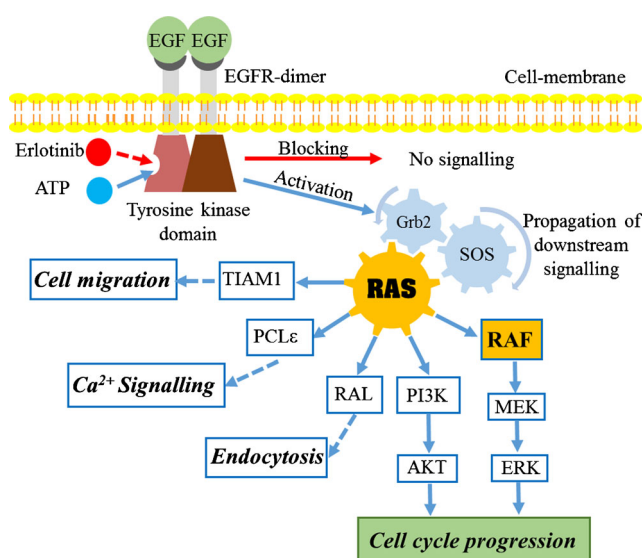 EGF EGF
EGFR-dimer
Cell-membrane
Erlotinib
Blocking
No signalling
ATP
Activation
Tyrosine kinase
domain
Grb2
SOS
Propagation of
downstream
signalling
Cell migration
TIAM1
RAS
PCLε
RAF
Ca²⁺ Signalling
RAL
PI3K
MEK
Endocytosis
AKT
ERK
Cell cycle progression